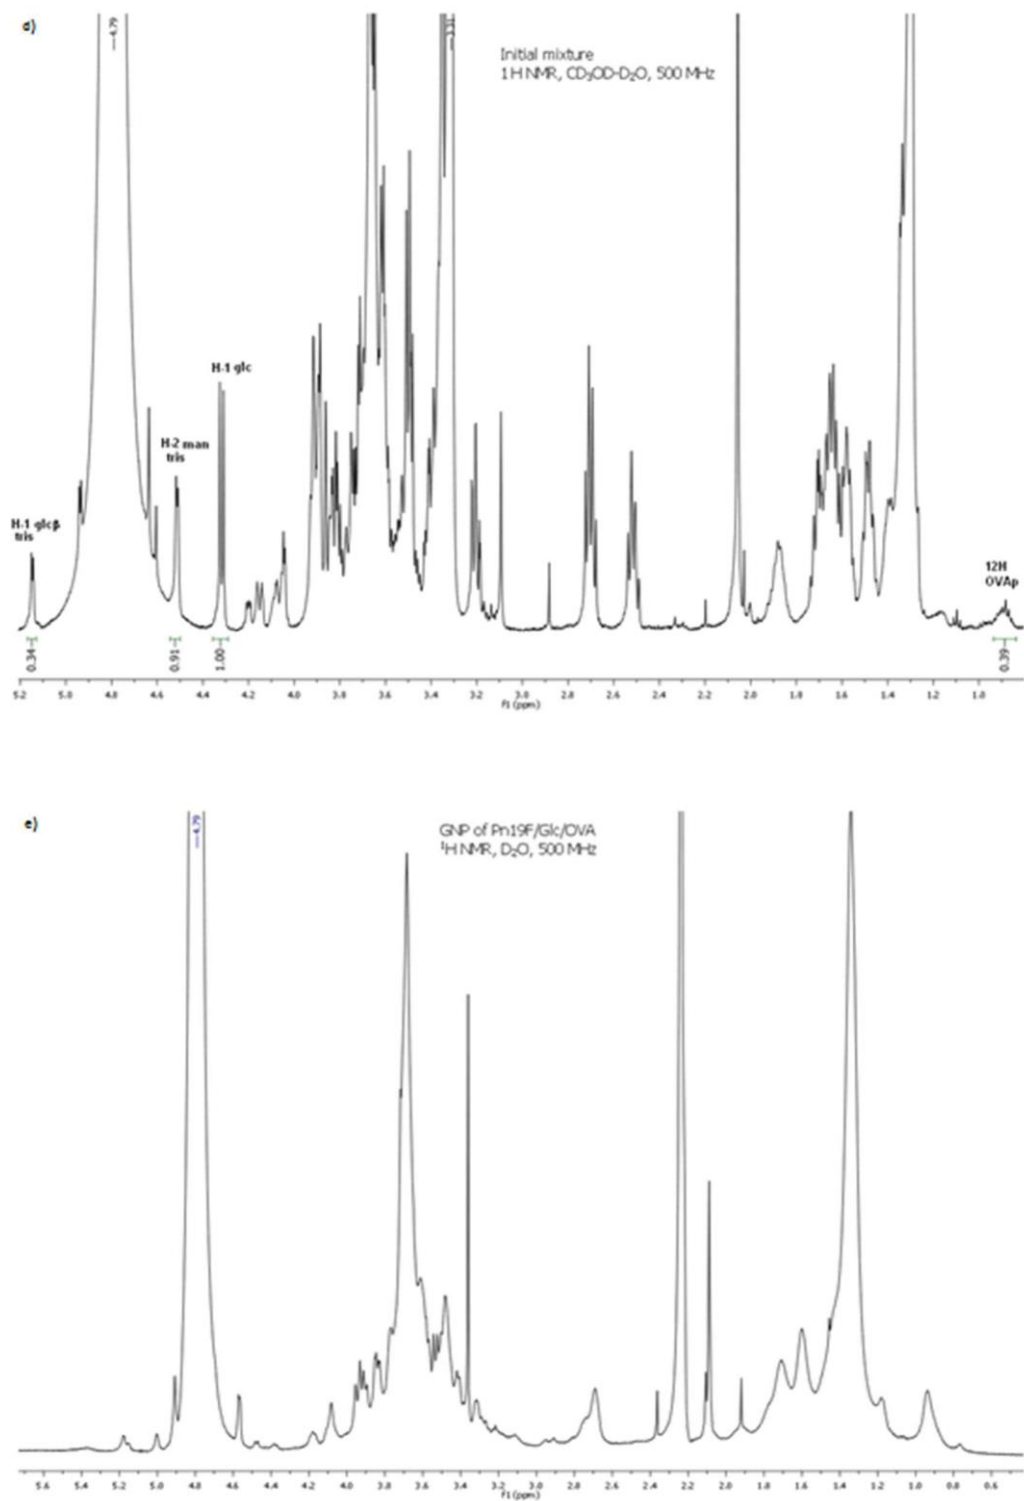 d)
4.79
3.31
Initial mixture
1H NMR, CD₃OD-D₂O, 500 MHz
H-1 glc
H-2 man
tris
H-1 glcβ
tris
12H
OVAp
0.34
0.91
1.00
0.39
5.2 5.0 4.8 4.6 4.4 4.2 4.0 3.8 3.6 3.4 3.2 3.0 2.8 2.6 2.4 2.2 2.0 1.8 1.6 1.4 1.2 1.0
f1 (ppm)
e)
4.79
GNP of Pn19F/Glc/OVA
¹H NMR, D₂O, 500 MHz
5.6 5.4 5.2 5.0 4.8 4.6 4.4 4.2 4.0 3.8 3.6 3.4 3.2 3.0 2.8 2.6 2.4 2.2 2.0 1.8 1.6 1.4 1.2 1.0 0.8 0.6
f1 (ppm)